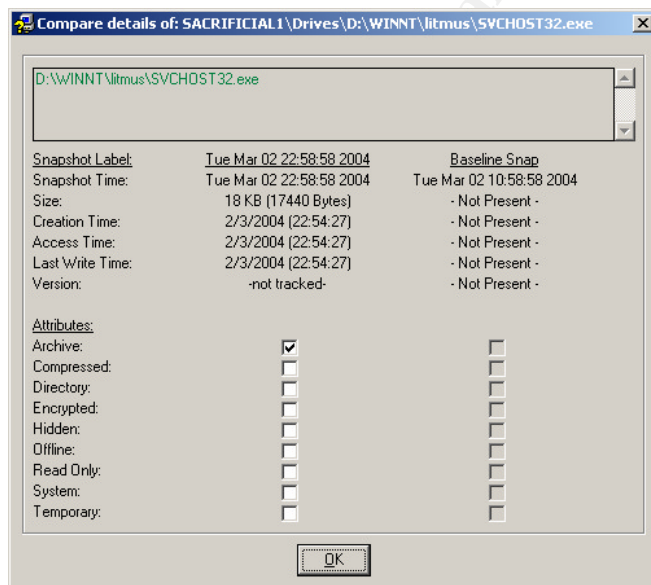 Compare details of: SACRIFICIAL1\Drives\D:\WINNT\litmus\SVCHOST32.exe
D:\WINNT\litmus\SVCHOST32.exe
Snapshot Label: Tue Mar 02 22:58:58 2004 Baseline Snap
Snapshot Time: Tue Mar 02 22:58:58 2004 Tue Mar 02 10:58:58 2004
Size: 18 KB (17440 Bytes) - Not Present -
Creation Time: 2/3/2004 (22:54:27) - Not Present -
Access Time: 2/3/2004 (22:54:27) - Not Present -
Last Write Time: 2/3/2004 (22:54:27) - Not Present -
Version: -not tracked- - Not Present -
Attributes:
Archive:
Compressed:
Directory:
Encrypted:
Hidden:
Offline:
Read Only:
System:
Temporary:
OK